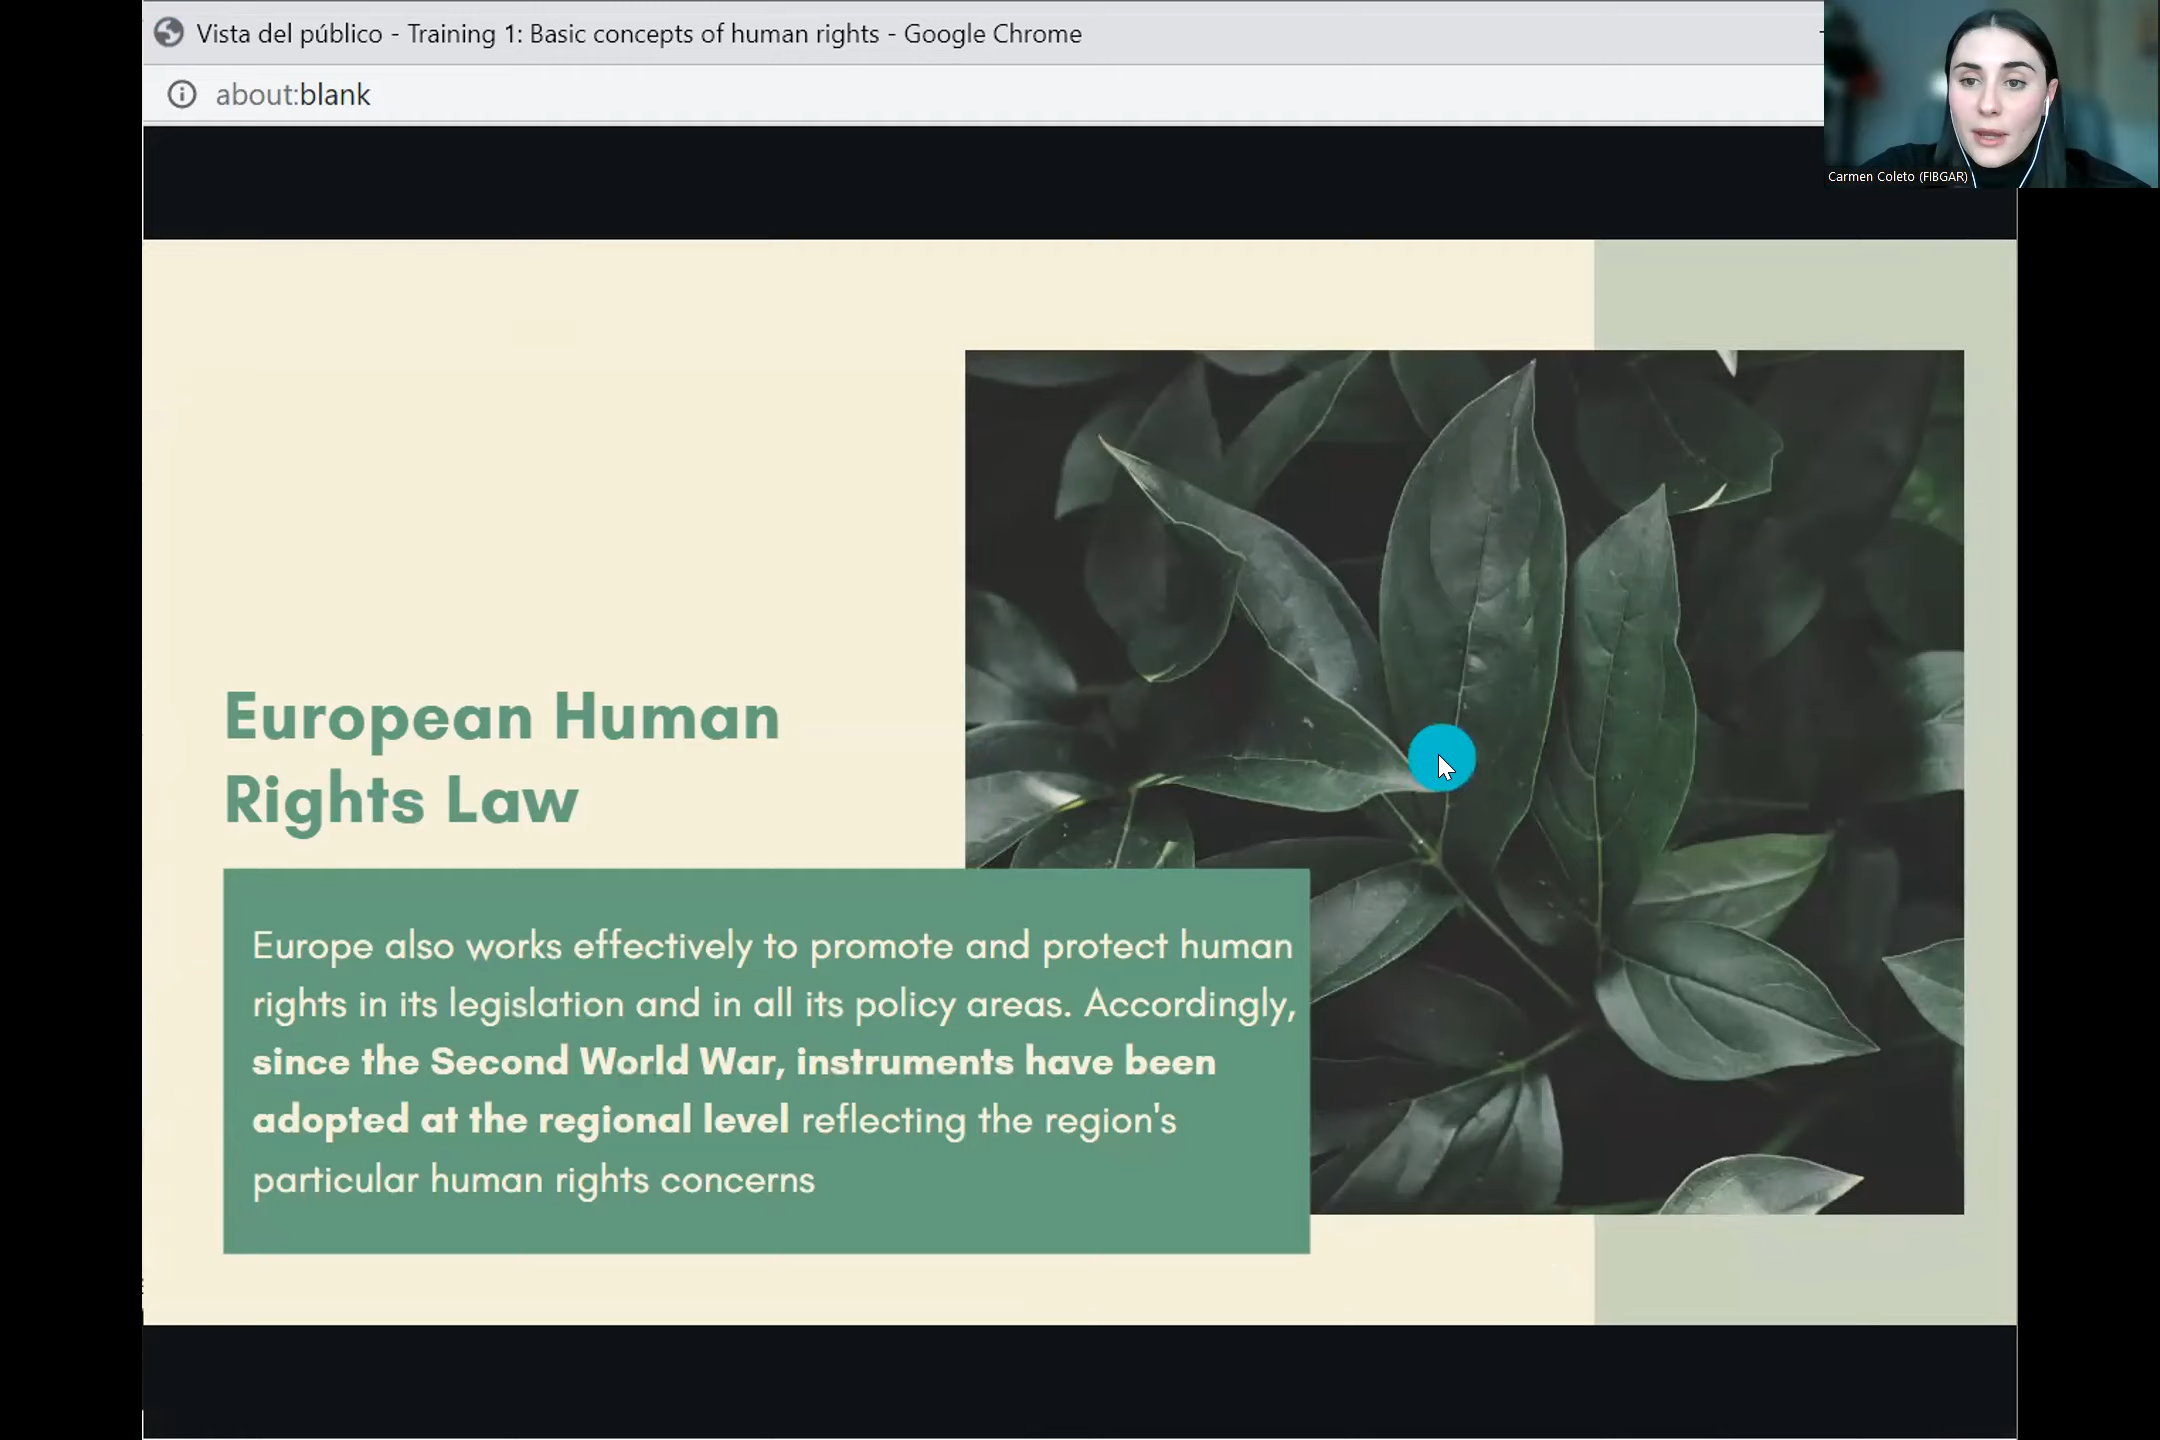 Vista del público - Training 1: Basic concepts of human rights - Google Chrome
about:blank
Carmen Coleto (FIBGAR)
European Human
Rights Law
Europe also works effectively to promote and protect human
rights in its legislation and in all its policy areas. Accordingly,
since the Second World War, instruments have been
adopted at the regional level reflecting the region's
particular human rights concerns